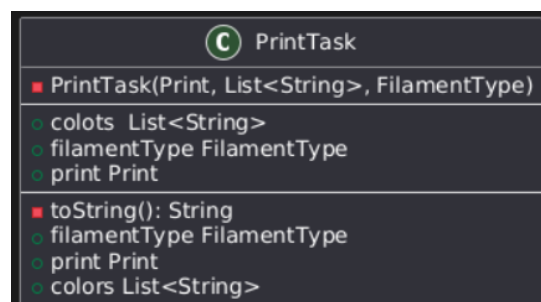 C PrintTask
PrintTask(Print, List<String>, FilamentType)
colots List<String>
filamentType FilamentType
print Print
toString(): String
filamentType FilamentType
print Print
colors List<String>